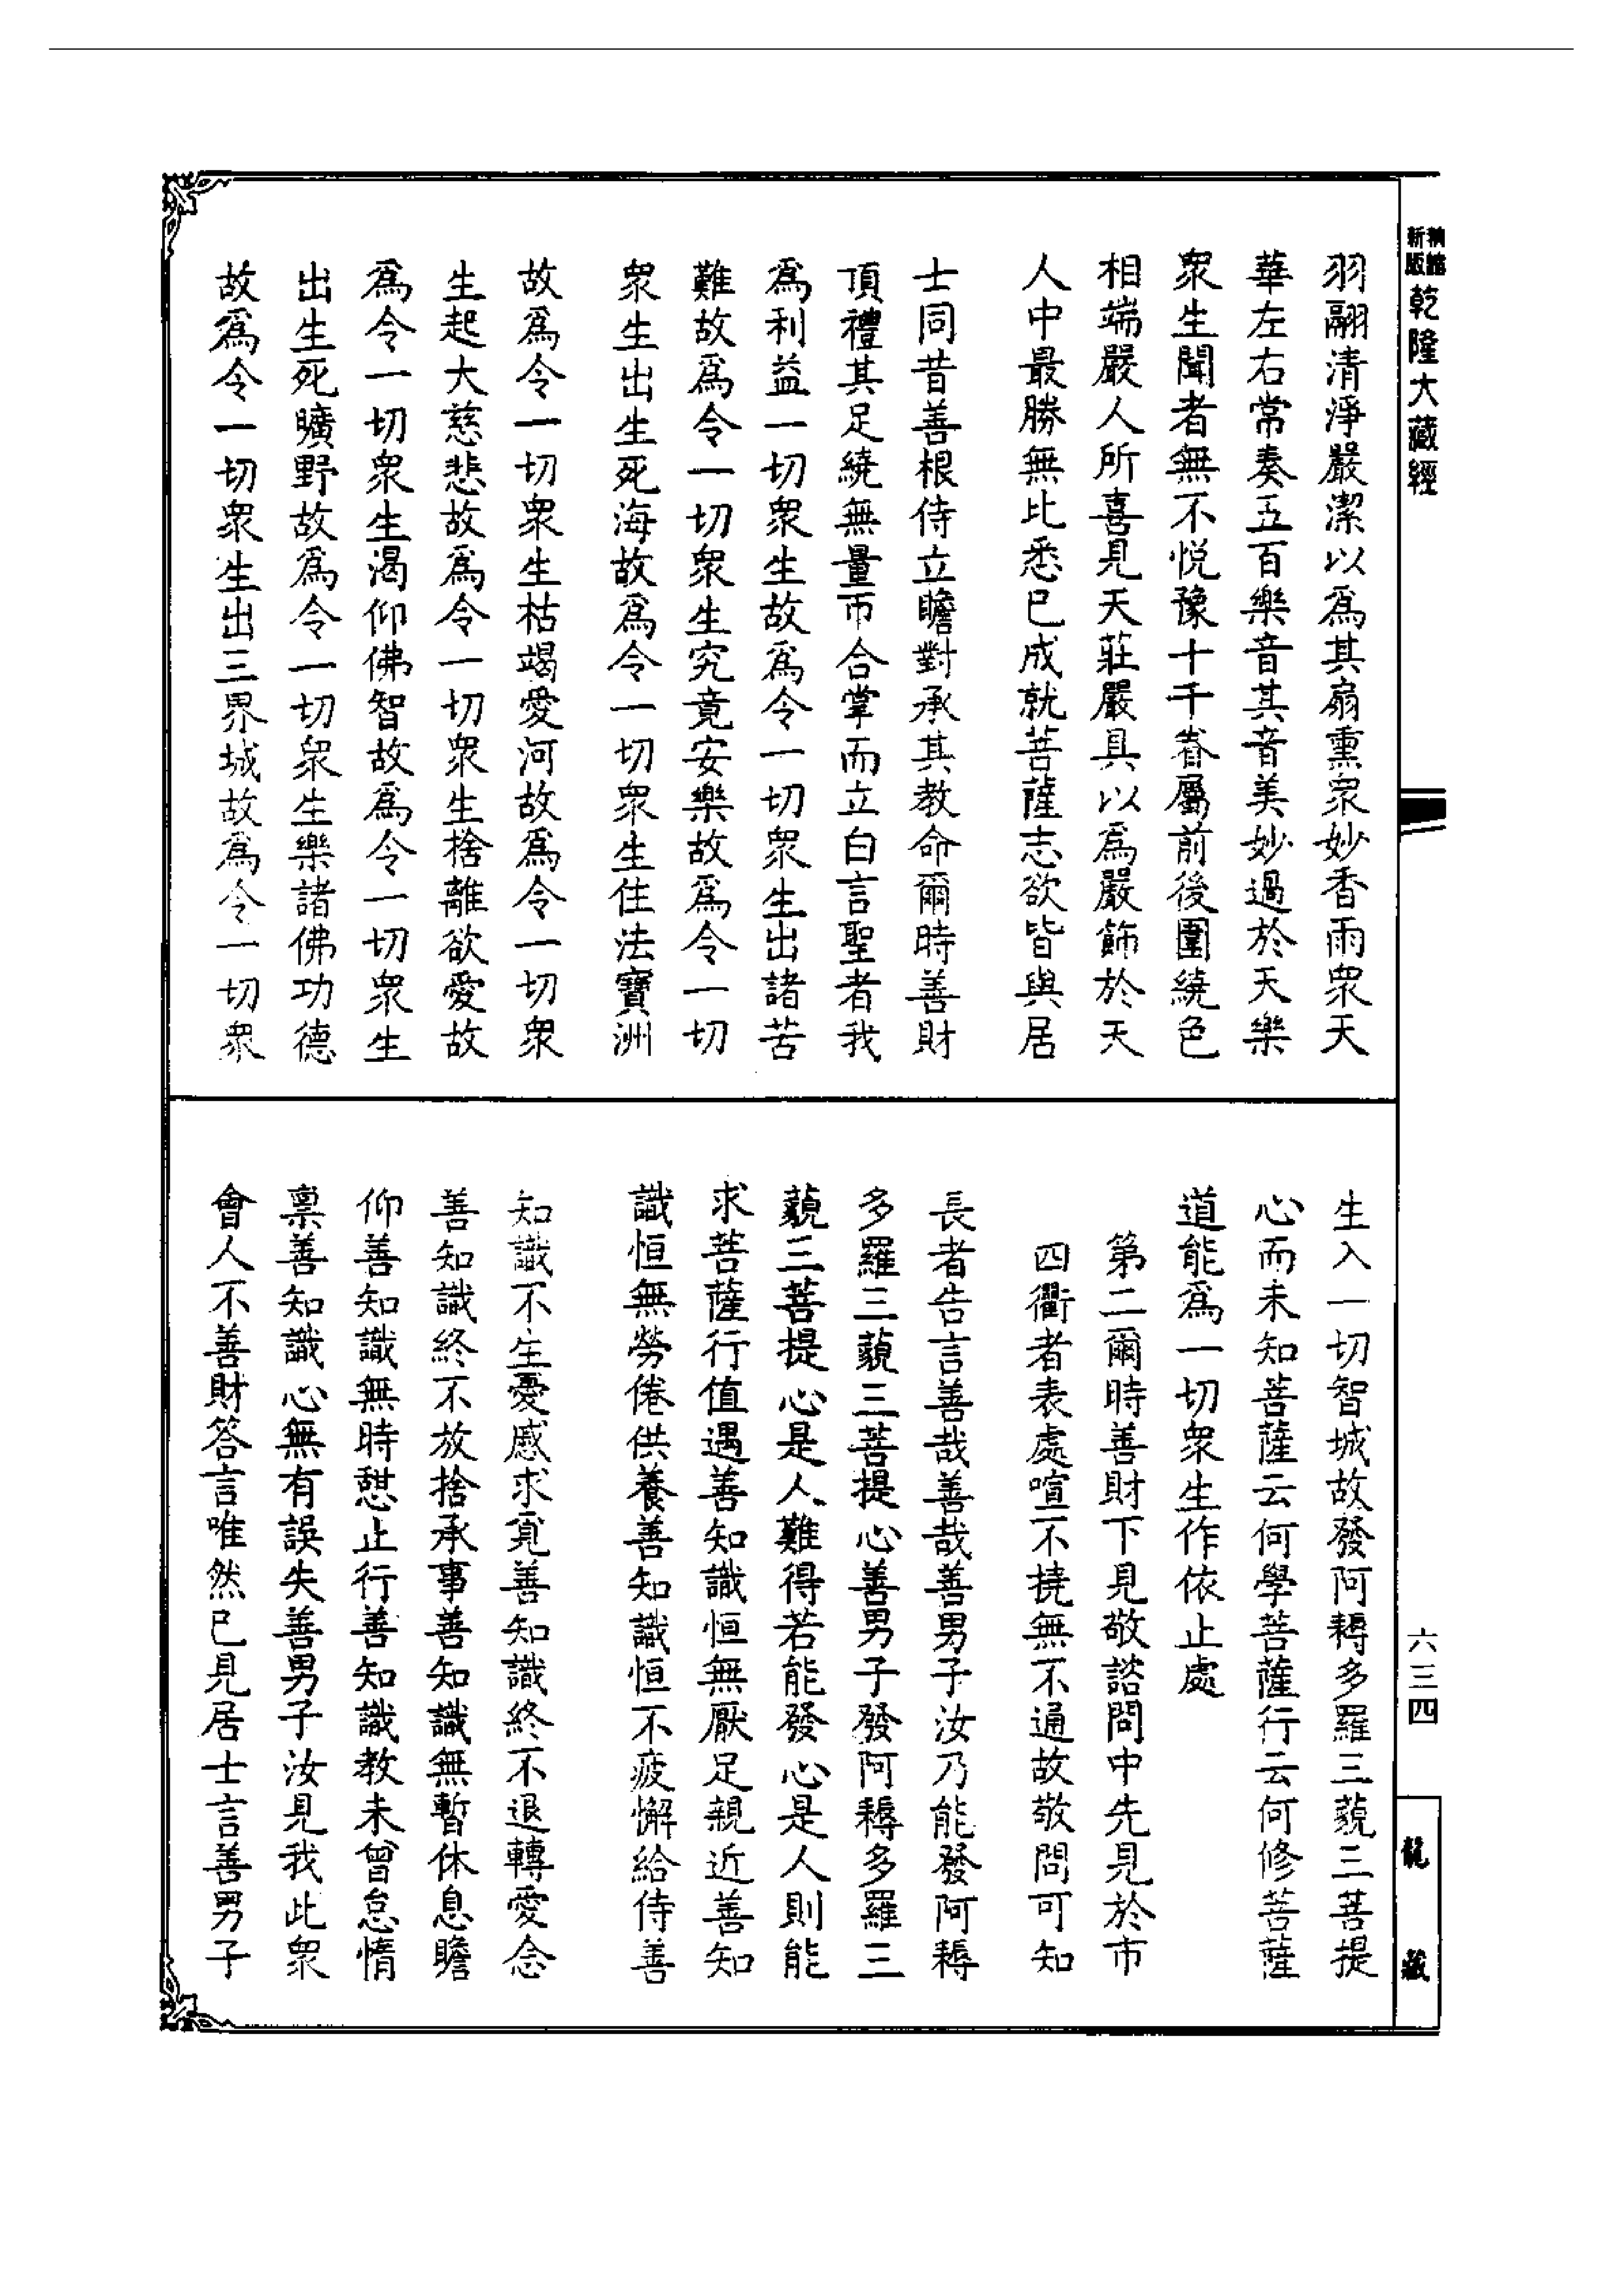 新版 精縮 乾隆大藏經
羽翮清淨嚴潔以爲其扇熏衆妙香雨衆天
華左右常奏五百樂音其音美妙過於天樂
衆生聞者無不悅豫十千眷屬前後圍繞色
相端嚴人所喜見天莊嚴具以爲嚴飾於天
人中最勝無比悉已成就菩薩志欲皆與居
士同昔善根侍立瞻對承其教命爾時善財
頂禮其足繞無量帀合掌而立白言聖者我
爲利益一切衆生故爲令一切衆生出諸苦
難故爲令一切衆生究竟安樂故爲令一切
衆生出生死海故爲令一切衆生住法寶洲
故爲令一切衆生枯竭愛河故爲令一切衆
生起大慈悲故爲令一切衆生捨離欲愛故
爲令一切衆生渴仰佛智故爲令一切衆生
出生死曠野故爲令一切衆生樂諸佛功德
故爲令一切衆生出三界城故爲令一切衆
生入一切智城故發阿耨多羅三藐三菩提
心而未知菩薩云何學菩薩行云何修菩薩
道能爲一切衆生作依止處
第二爾時善財下見敬諮問中先見於市
四衢者表處喧不撓無不通故敬問可知
長者告言善哉善哉善男子汝乃能發阿耨
多羅三藐三菩提心善男子發阿耨多羅三
藐三菩提心是人難得若能發心是人則能
求菩薩行值遇善知識恒無厭足親近善知
識恒無勞倦供養善知識恒不疲懈給侍善
知識不生憂慼求覓善知識終不退轉愛念
善知識終不放捨承事善知識無暫休息瞻
仰善知識無時憇止行善知識教未曾怠惰
禀善知識心無有誤失善男子汝見我此衆
會人不善財答言唯然已見居士言善男子
六三四
龍藏